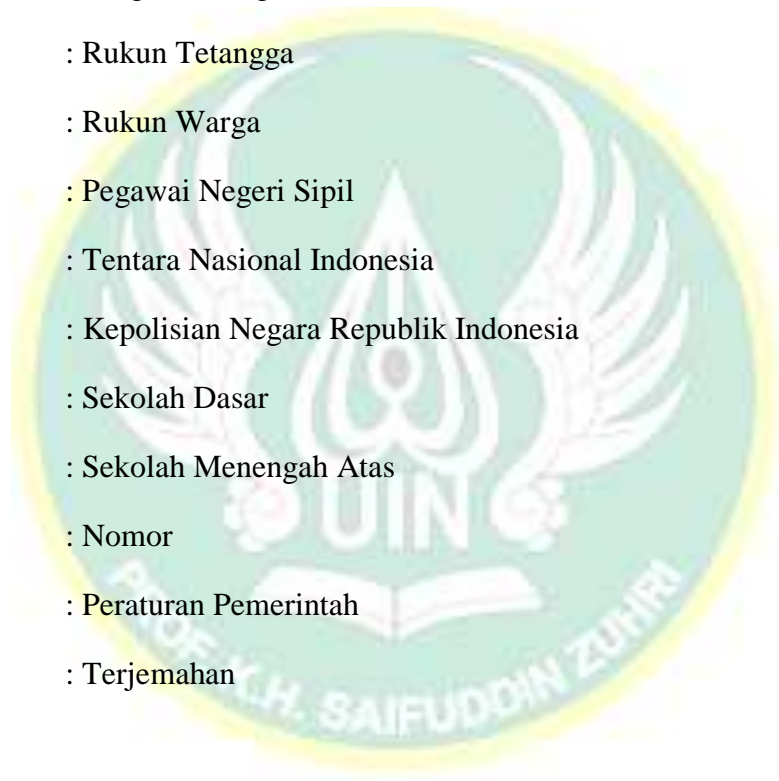 : Rukun Tetangga
: Rukun Warga
: Pegawai Negeri Sipil
: Tentara Nasional Indonesia
: Kepolisian Negara Republik Indonesia
: Sekolah Dasar
: Sekolah Menengah Atas
: Nomor
: Peraturan Pemerintah
: Terjemahan
UIN
PROF. K.H. SAIFUDDIN ZUHRI